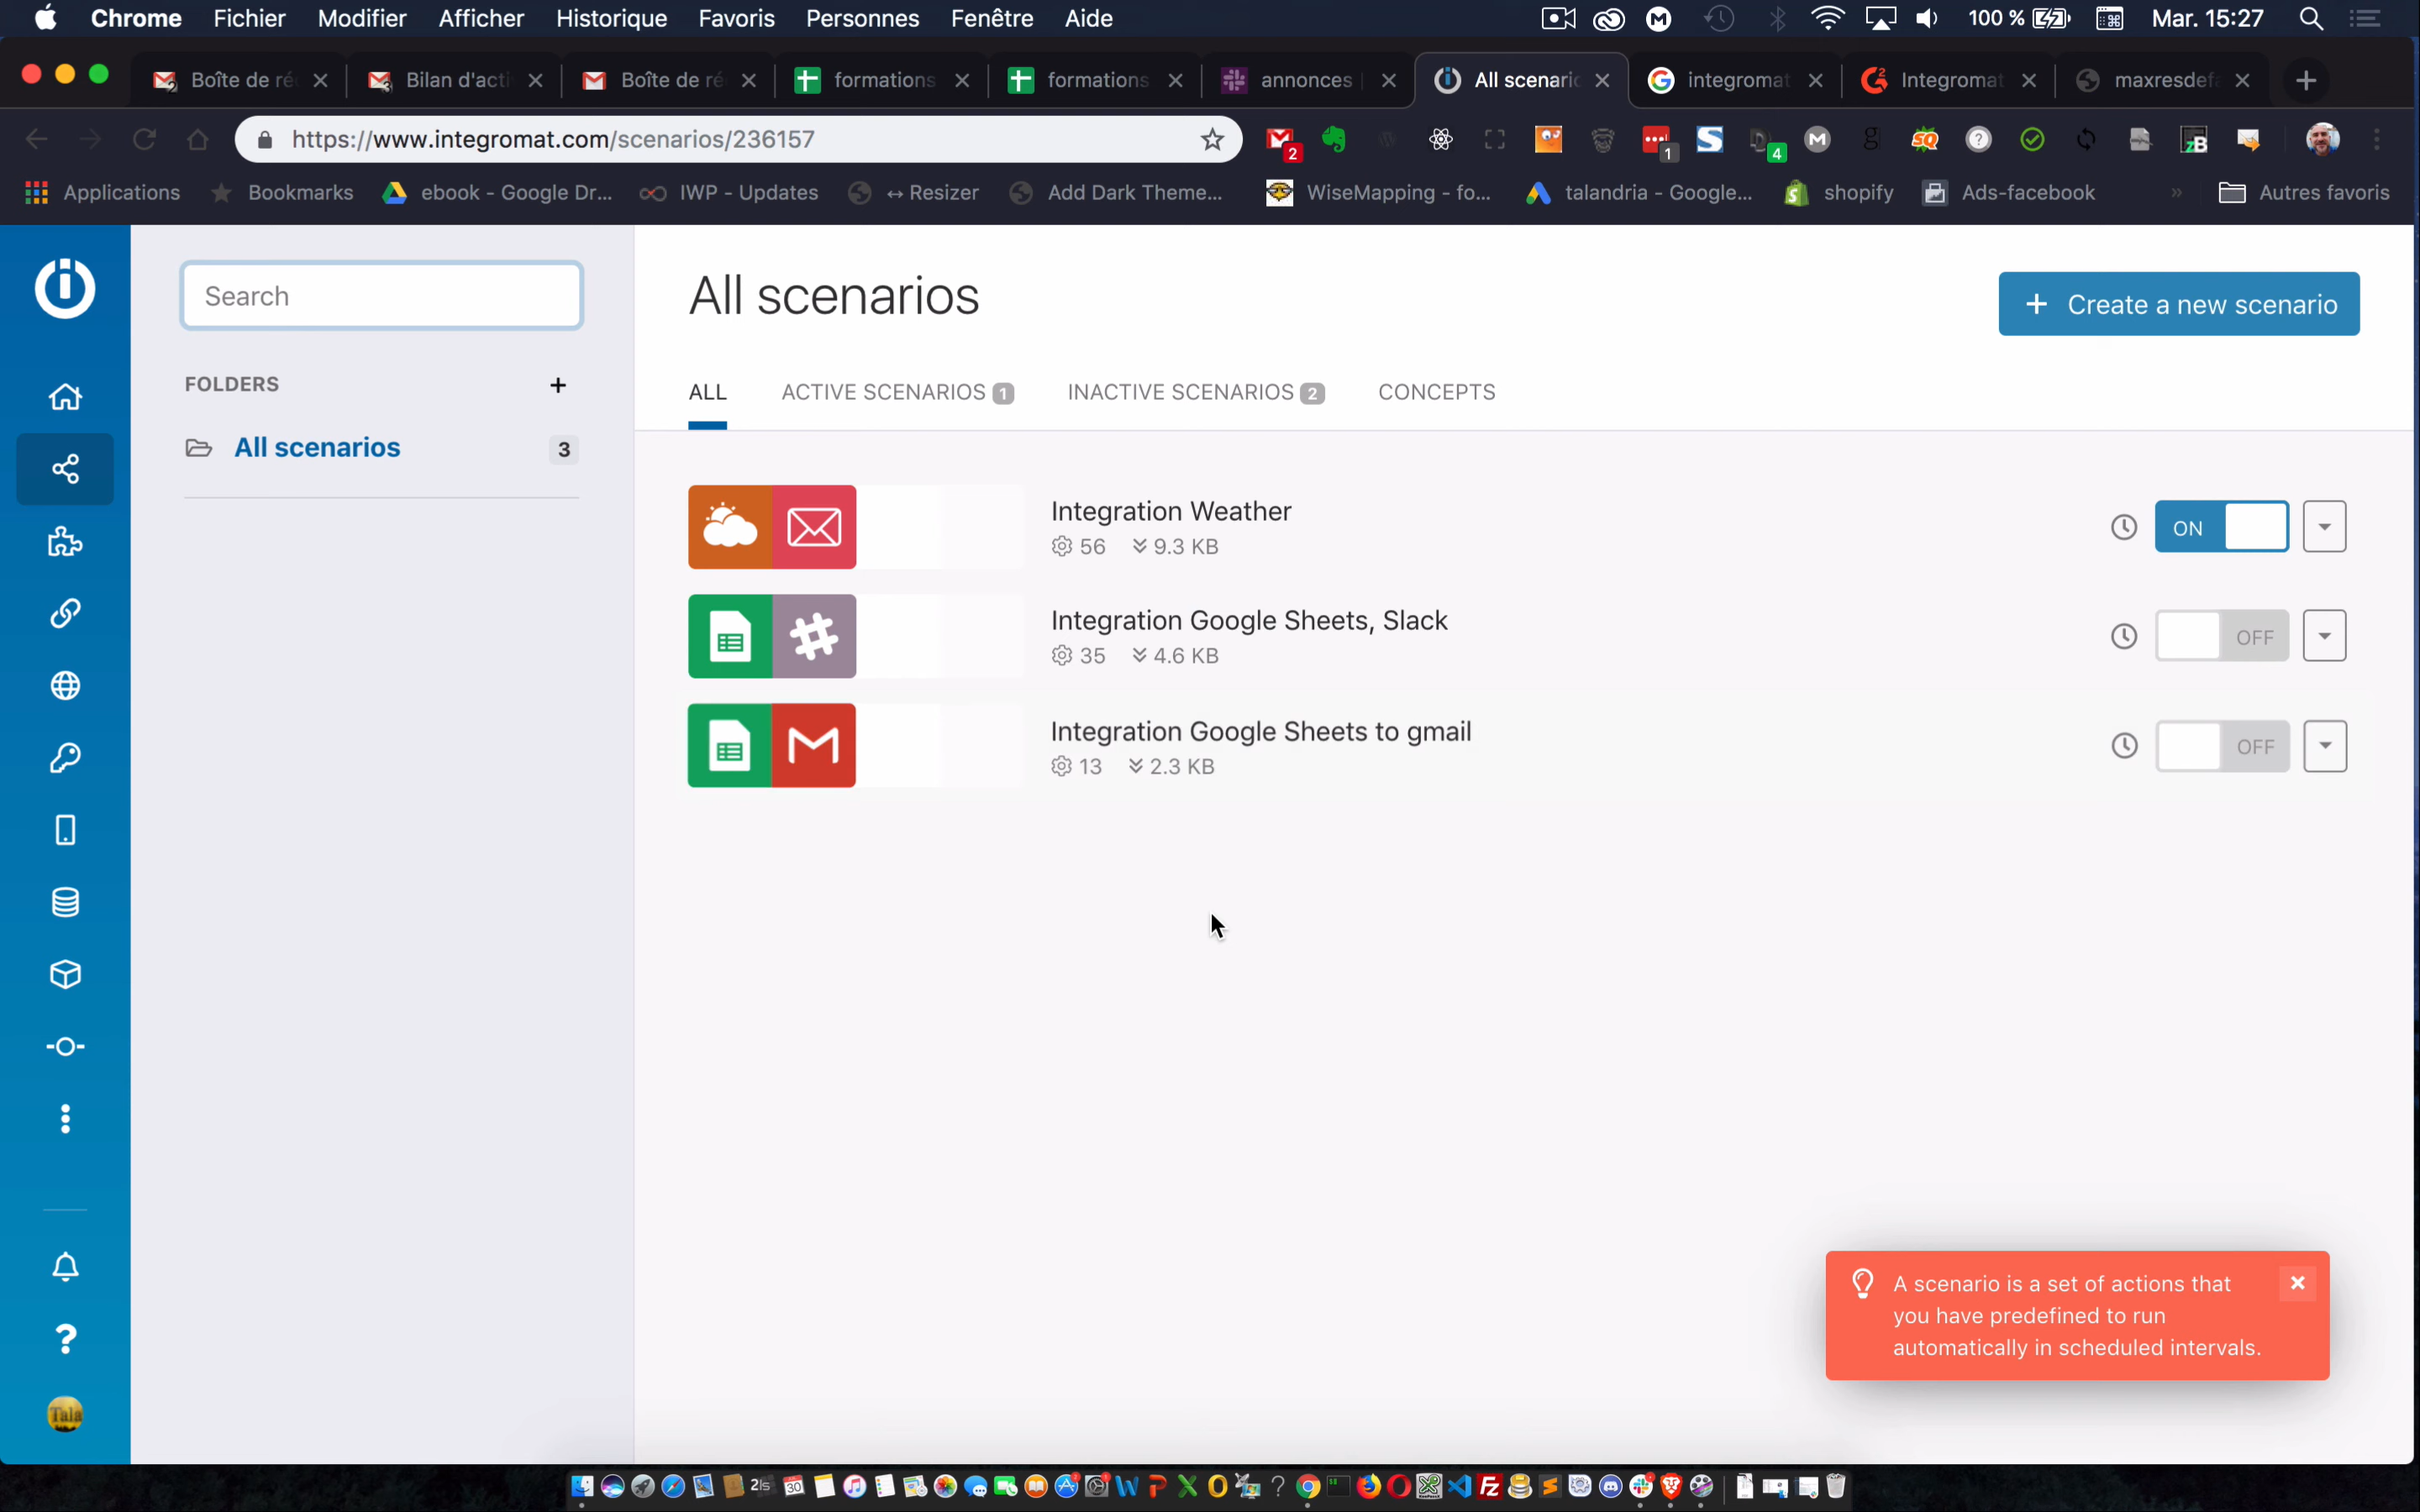 Chrome Fichier Modifier Afficher Historique Favoris Personnes Fenêtre Aide 100 % Mar. 15:27
Boîte de ré Bilan d'acti Boîte de ré formations formations annonces All scenario integromat Integromat maxresdefa
https://www.integromat.com/scenarios/236157 2 1 4
Applications Bookmarks ebook - Google Dr... IWP - Updates ↔ Resizer Add Dark Theme... WiseMapping - fo... talandria - Google... shopify Ads-facebook » Autres favoris
Search
FOLDERS +
All scenarios 3
All scenarios
+ Create a new scenario
ALL ACTIVE SCENARIOS 1 INACTIVE SCENARIOS 2 CONCEPTS
Integration Weather
56 9.3 KB
ON
Integration Google Sheets, Slack
35 4.6 KB
OFF
Integration Google Sheets to gmail
13 2.3 KB
OFF
A scenario is a set of actions that
you have predefined to run
automatically in scheduled intervals.
Tala